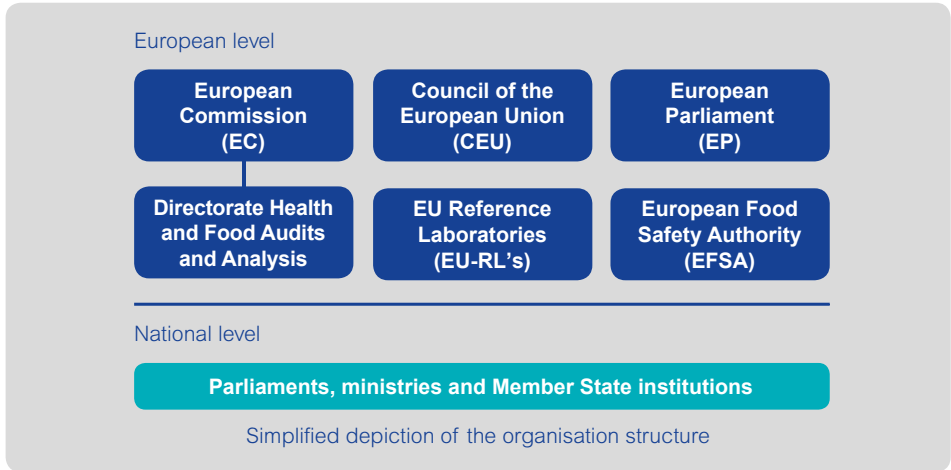 European level
European
Commission
(EC)
Council of the
European Union
(CEU)
European
Parliament
(EP)
Directorate Health
and Food Audits
and Analysis
EU Reference
Laboratories
(EU-RL's)
European Food
Safety Authority
(EFSA)
National level
Parliaments, ministries and Member State institutions
Simplified depiction of the organisation structure